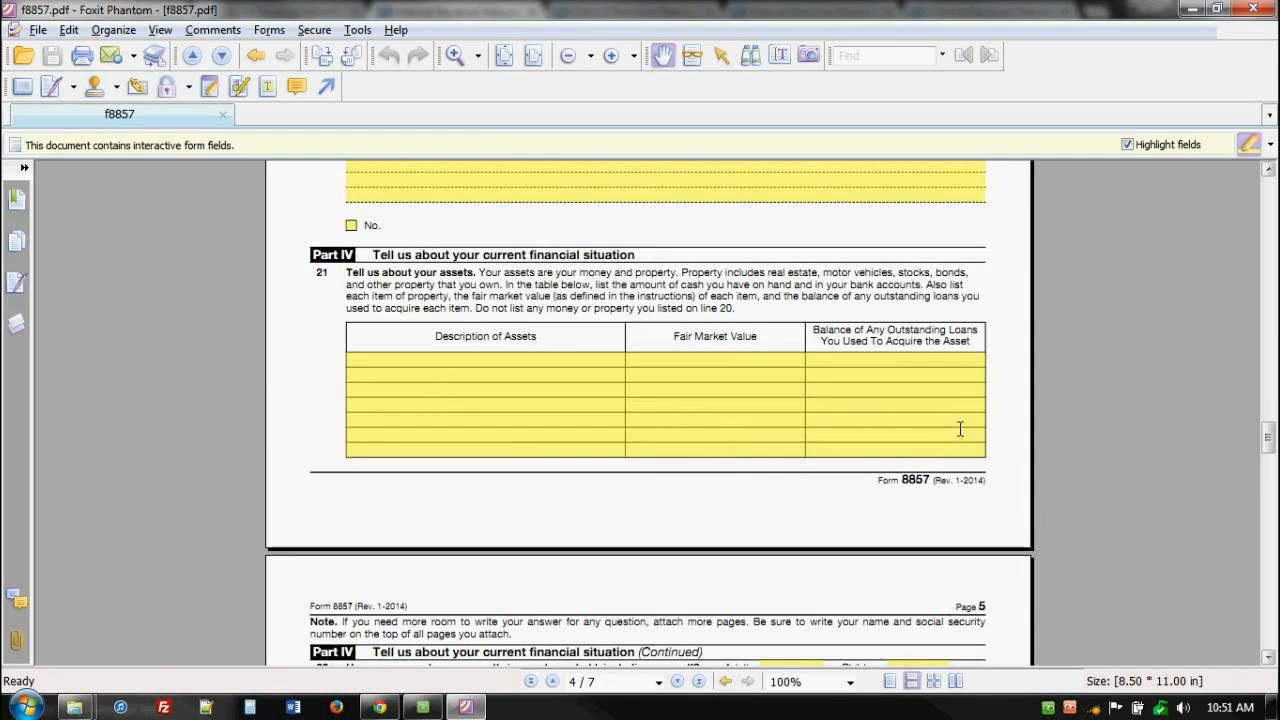 f8857.pdf - Foxit Phantom - [f8857.pdf]
File Edit Organize View Comments Forms Secure Tools Help
Find
f8857
This document contains interactive form fields.
Highlight fields
No.
Part IV Tell us about your current financial situation
21 Tell us about your assets. Your assets are your money and property. Property includes real estate, motor vehicles, stocks, bonds,
and other property that you own. In the table below, list the amount of cash you have on hand and in your bank accounts. Also list
each item of property, the fair market value (as defined in the instructions) of each item, and the balance of any outstanding loans you
used to acquire each item. Do not list any money or property you listed on line 20.
Description of Assets
Fair Market Value
Balance of Any Outstanding Loans
You Used To Acquire the Asset
Form 8857 (Rev. 1-2014)
Form 8857 (Rev. 1-2014)
Page 5
Note. If you need more room to write your answer for any question, attach more pages. Be sure to write your name and social security
number on the top of all pages you attach.
Part IV Tell us about your current financial situation (Continued)
Ready
4 / 7
100%
Size: [8.50 * 11.00 in]
10:51 AM